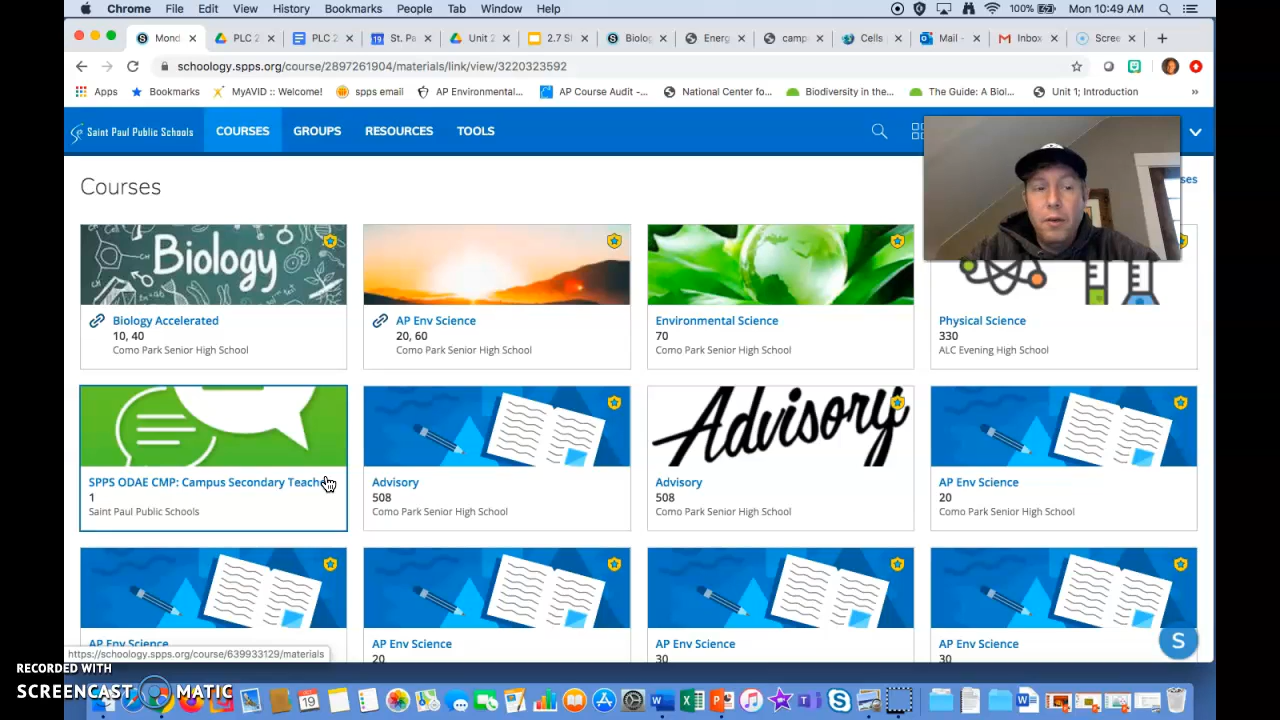 Chrome File Edit View History Bookmarks People Tab Window Help 100% Mon 10:49 AM
Mond PLC 2 PLC 2 St. Pa Unit 2 2.7 S Biolog Energ camp Cells Mail - Inbox Scree
schoology.spps.org/course/2897261904/materials/link/view/3220323592
Apps Bookmarks MyAVID :: Welcome! spps email AP Environmental... AP Course Audit -... National Center fo... Biodiversity in the... The Guide: A Biol... Unit 1; Introduction »
Saint Paul Public Schools COURSES GROUPS RESOURCES TOOLS
Courses
Biology
Biology Accelerated
10, 40
Como Park Senior High School
AP Env Science
20, 60
Como Park Senior High School
Environmental Science
70
Como Park Senior High School
Physical Science
330
ALC Evening High School
SPPS ODAE CMP: Campus Secondary Teache
1
Saint Paul Public Schools
Advisory
508
Como Park Senior High School
Advisory
Advisory
508
Como Park Senior High School
AP Env Science
20
Como Park Senior High School
AP Env Science
AP Env Science
20
AP Env Science
30
AP Env Science
30
S
https://schoology.spps.org/course/639933129/materials
RECORDED WITH
SCREENCAST MATIC
19